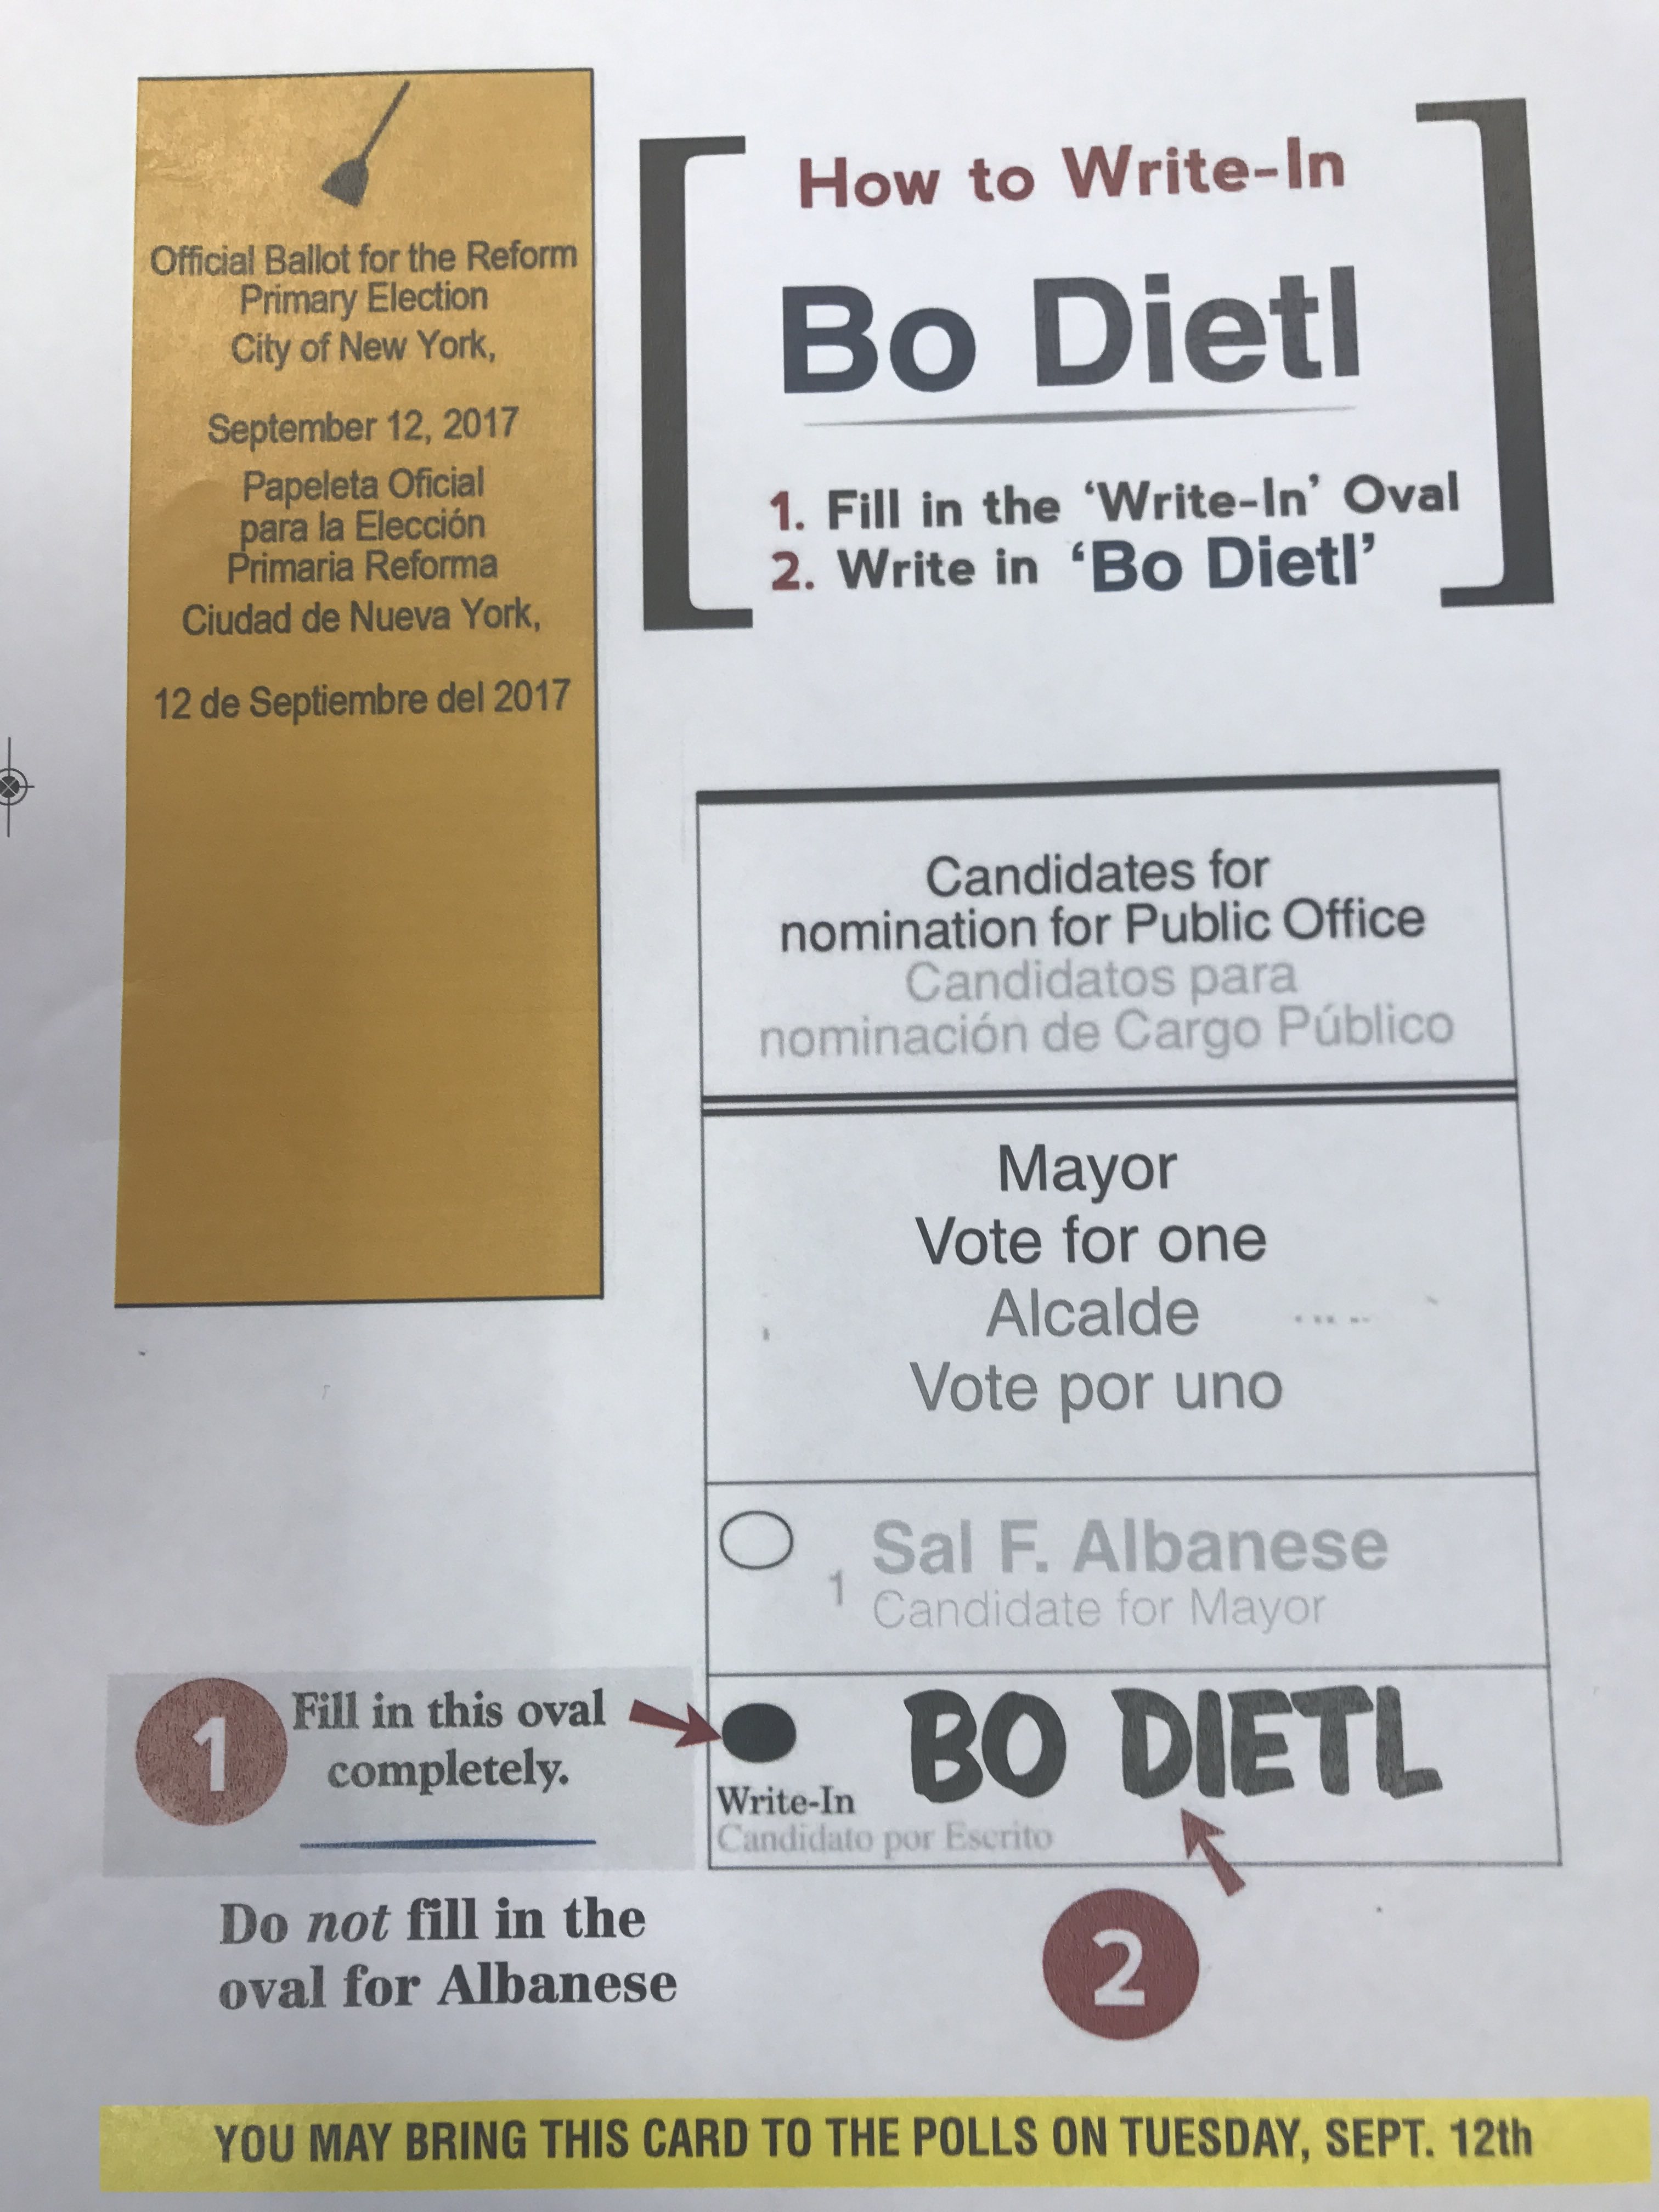 Official Ballot for the Reform
Primary Election
City of New York,
September 12, 2017
Papeleta Oficial
para la Elección
Primaria Reforma
Ciudad de Nueva York,
12 de Septiembre del 2017
How to Write-In
Bo Dietl
1. Fill in the ‘Write-In’ Oval
2. Write in ‘Bo Dietl’
Candidates for
nomination for Public Office
Candidatos para
nominación de Cargo Público
Mayor
Vote for one
Alcalde
Vote por uno
1 Sal F. Albanese
Candidate for Mayor
1 Fill in this oval
completely.
BO DIETL
Write-In
Candidato por Escrito
Do not fill in the
oval for Albanese
2
YOU MAY BRING THIS CARD TO THE POLLS ON TUESDAY, SEPT. 12th